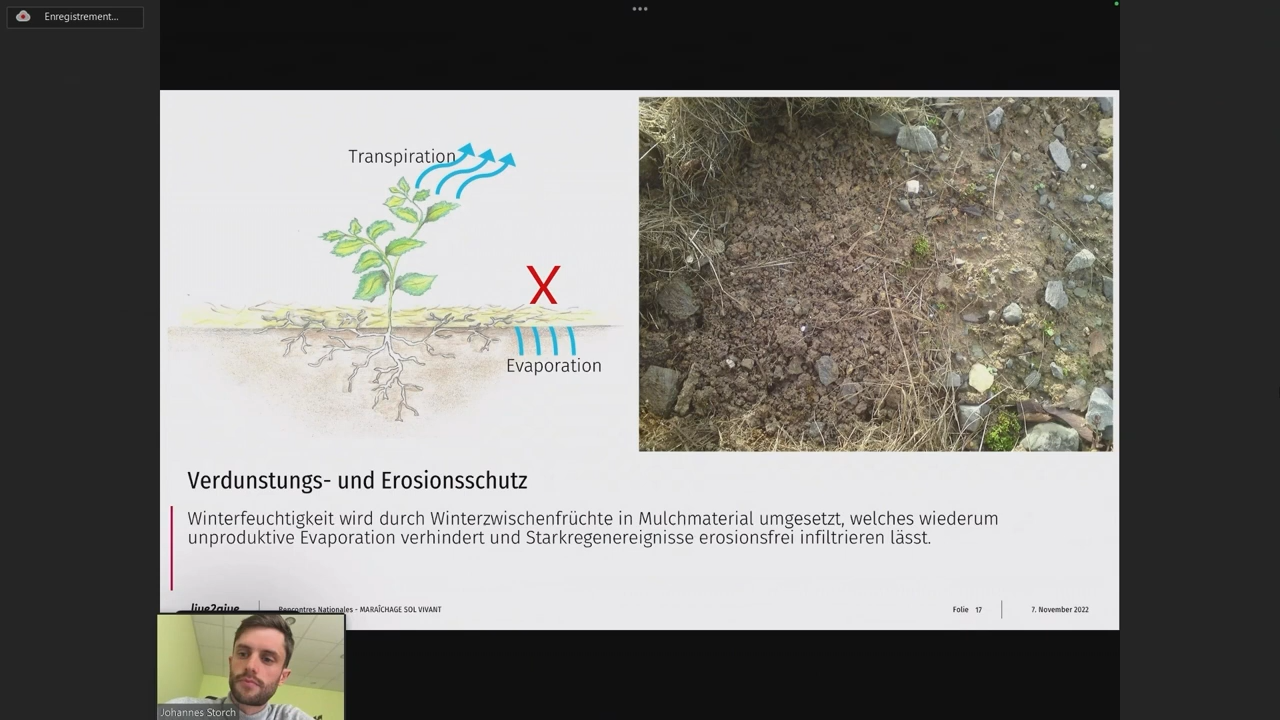 Enregistrement...
Transpiration
X
Evaporation
Verdunstungs- und Erosionsschutz
Winterfeuchtigkeit wird durch Winterzwischenfrüchte in Mulchmaterial umgesetzt, welches wiederum
unproduktive Evaporation verhindert und Starkregenereignisse erosionsfrei infiltrieren lässt.
live2give
Rencontres Nationales - MARAÎCHAGE SOL VIVANT
Folie 17
7. November 2022
Johannes Storch